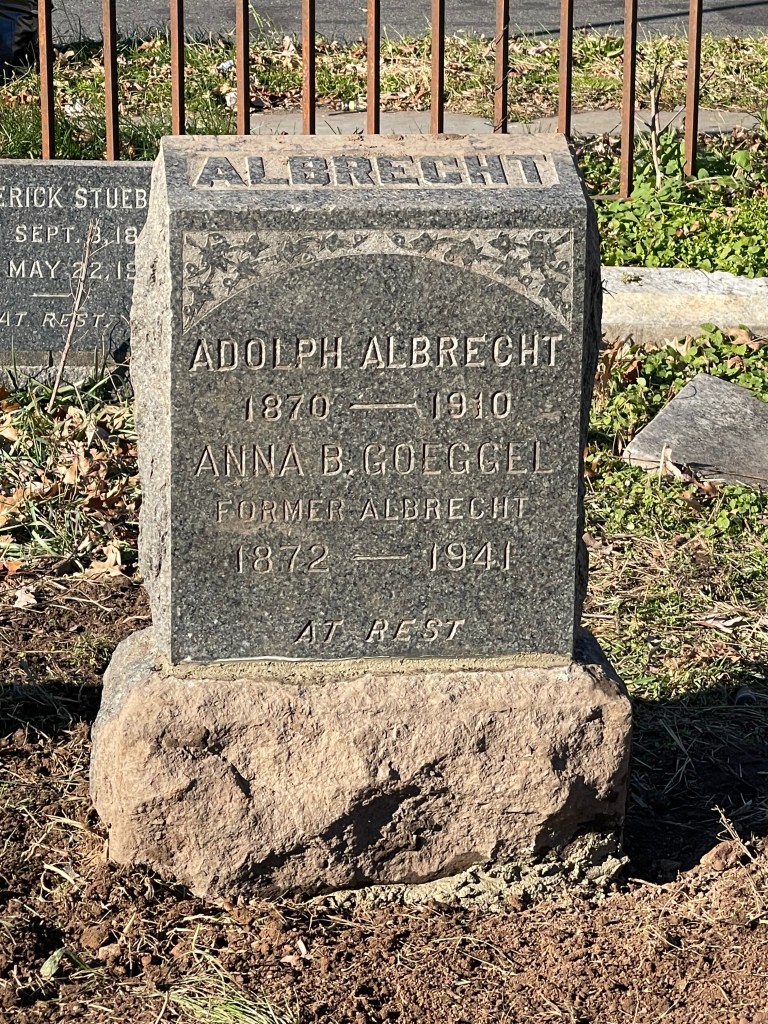 ALBRECHT
ADOLPH ALBRECHT
1870 — 1910
ANNA B. GOEGGEL
FORMER ALBRECHT
1872 — 1941
AT REST
ERICK STUEB
SEPT. 3, 18
MAY 22, 1
AT REST.